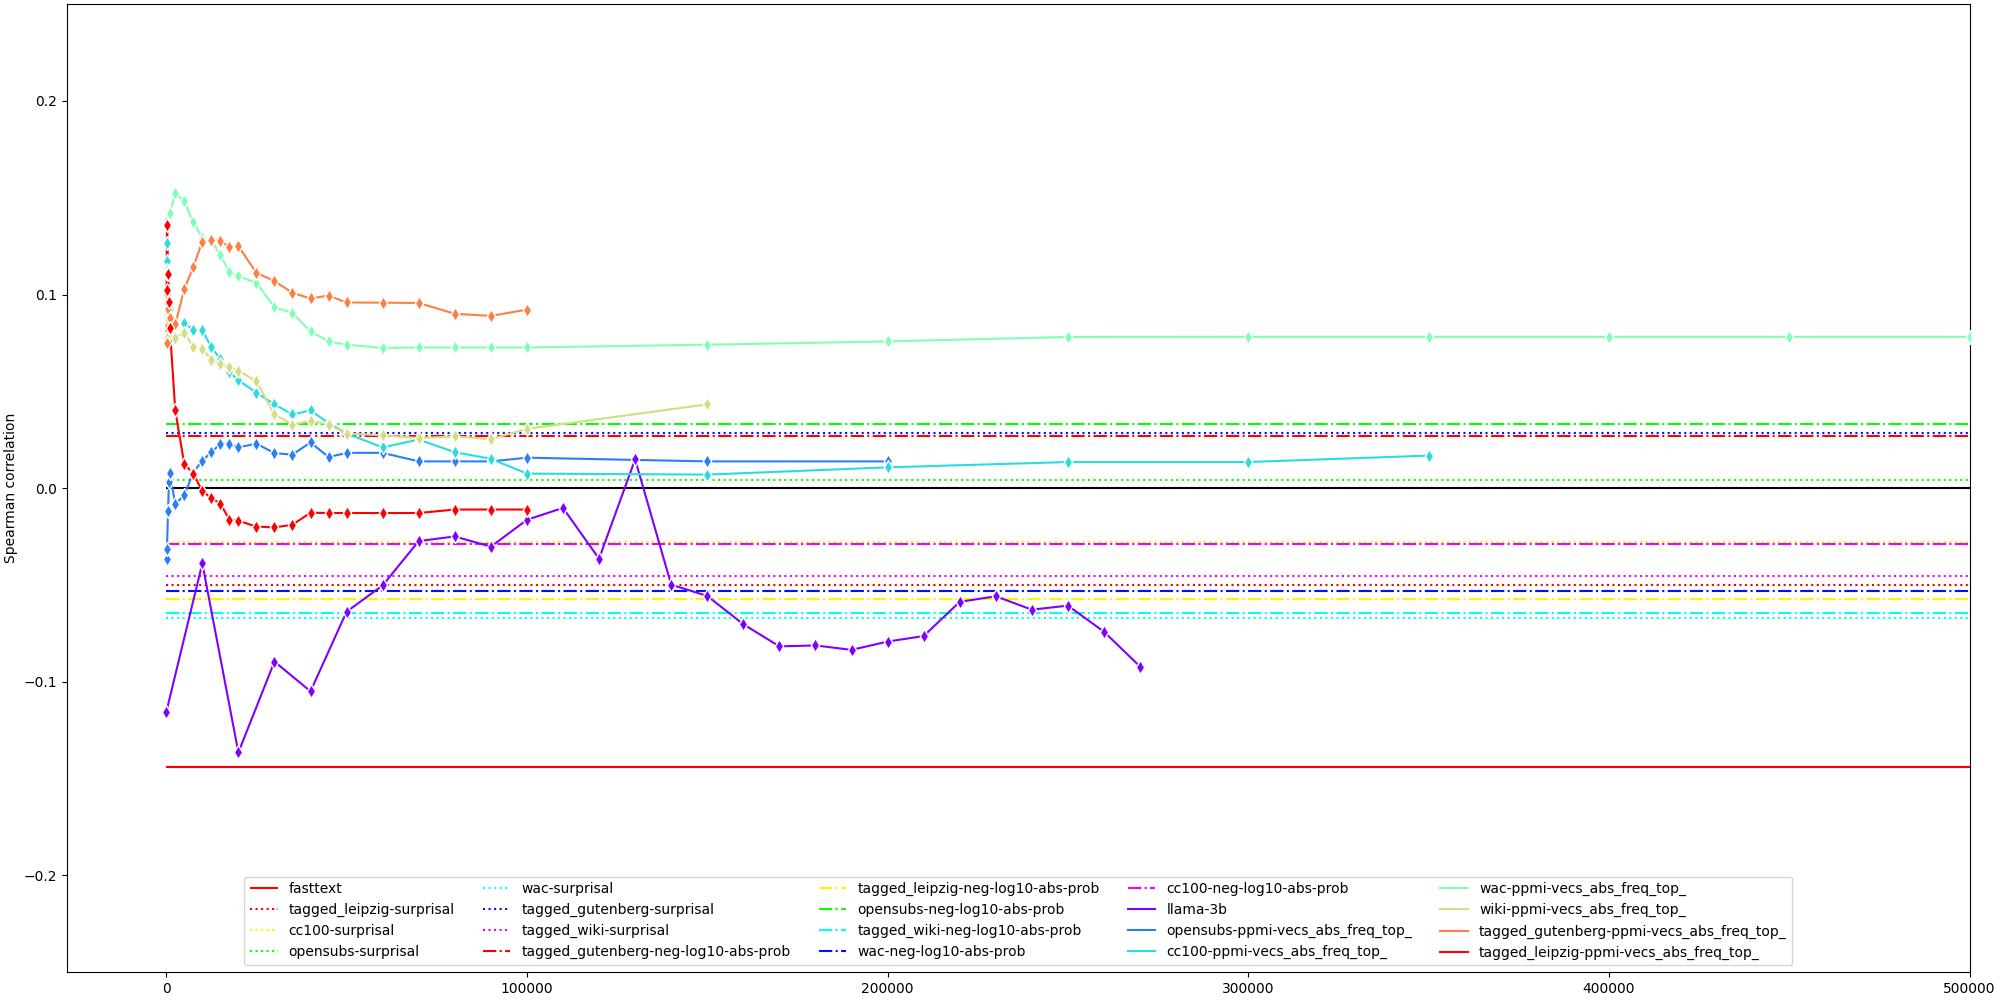 0.2
0.1
0.0
−0.1
−0.2
Spearman correlation
fasttext
tagged_leipzig-surprisal
cc100-surprisal
opensubs-surprisal
wac-surprisal
tagged_gutenberg-surprisal
tagged_wiki-surprisal
tagged_gutenberg-neg-log10-abs-prob
tagged_leipzig-neg-log10-abs-prob
opensubs-neg-log10-abs-prob
tagged_wiki-neg-log10-abs-prob
wac-neg-log10-abs-prob
cc100-neg-log10-abs-prob
llama-3b
opensubs-ppmi-vecs_abs_freq_top_
cc100-ppmi-vecs_abs_freq_top_
wac-ppmi-vecs_abs_freq_top_
wiki-ppmi-vecs_abs_freq_top_
tagged_gutenberg-ppmi-vecs_abs_freq_top_
tagged_leipzig-ppmi-vecs_abs_freq_top_
0 100000 200000 300000 400000 500000